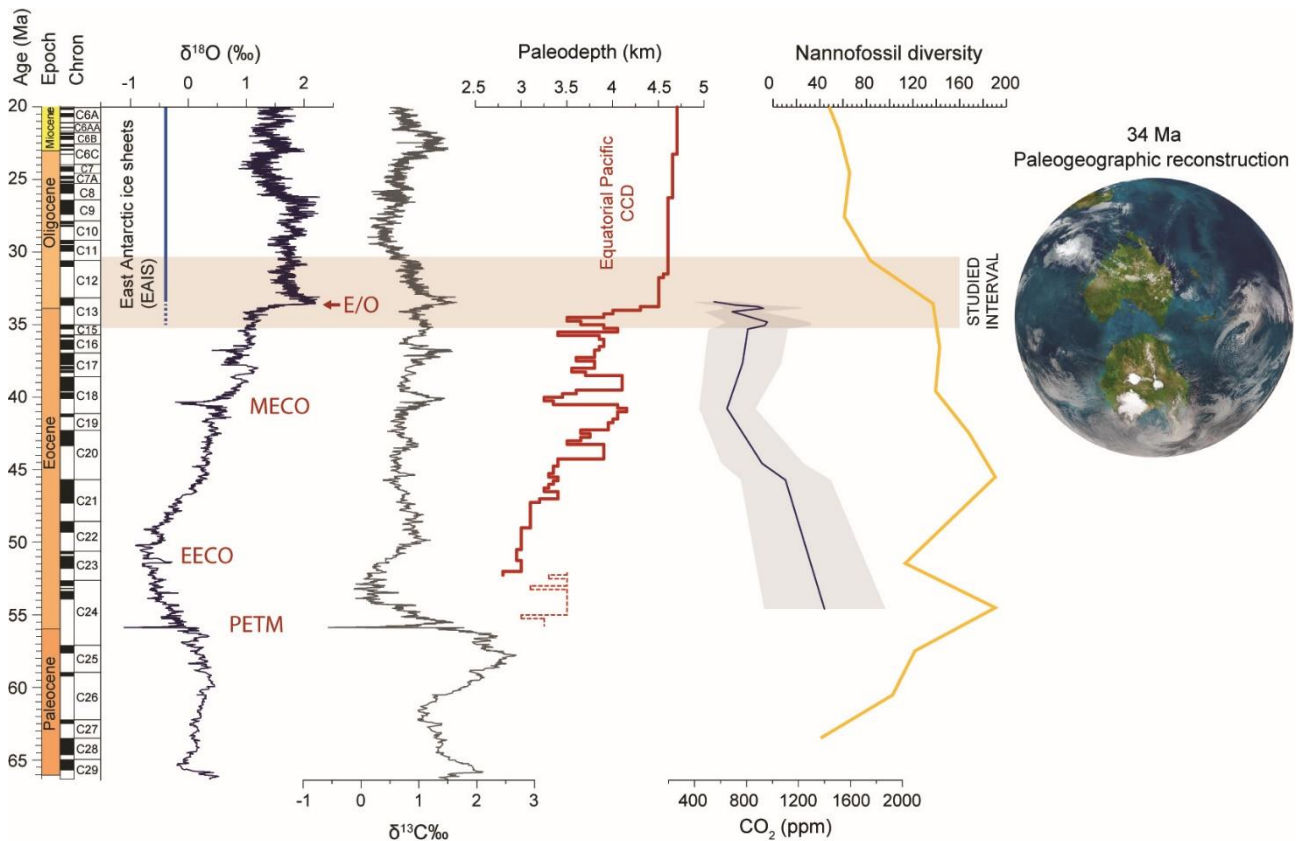 Age (Ma)
Epoch
Chron
δ¹⁸O (‰)
-1 0 1 2
Paleodepth (km)
2.5 3 3.5 4 4.5 5
Nannofossil diversity
0 40 80 120 160 200
20
25
30
35
40
45
50
55
60
65
Miocene
Oligocene
Eocene
Paleocene
C6A
C6AA
C6B
C6C
C7
C7A
C8
C9
C10
C11
C12
C13
C15
C16
C17
C18
C19
C20
C21
C22
C23
C24
C25
C26
C27
C28
C29
East Antarctic ice sheets
(EAIS)
E/O
MECO
EECO
PETM
Equatorial Pacific
CCD
STUDIED
INTERVAL
34 Ma
Paleogeographic reconstruction
-1 0 1 2 3
δ¹³C‰
400 800 1200 1600 2000
CO₂ (ppm)